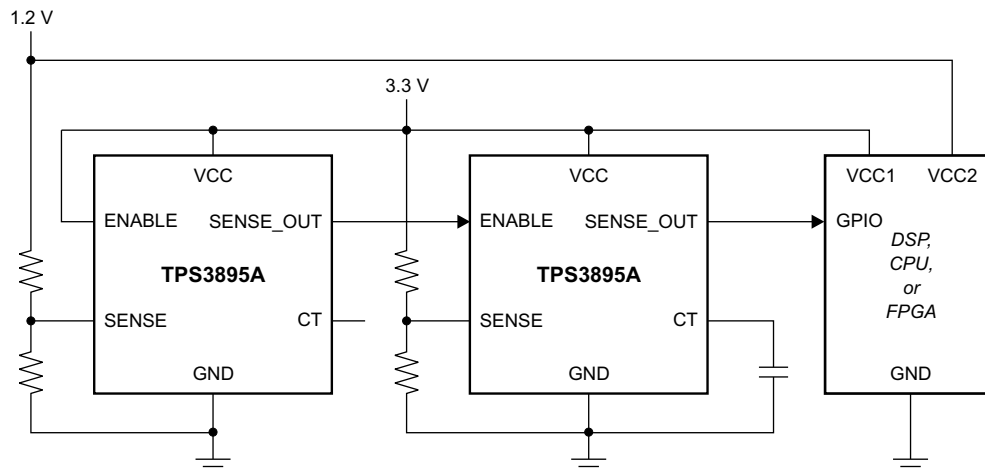 1.2 V
3.3 V
VCC
ENABLE
SENSE_OUT
TPS3895A
SENSE
CT
GND
VCC
ENABLE
SENSE_OUT
TPS3895A
SENSE
CT
GND
VCC1
VCC2
GPIO
DSP,
CPU,
or
FPGA
GND